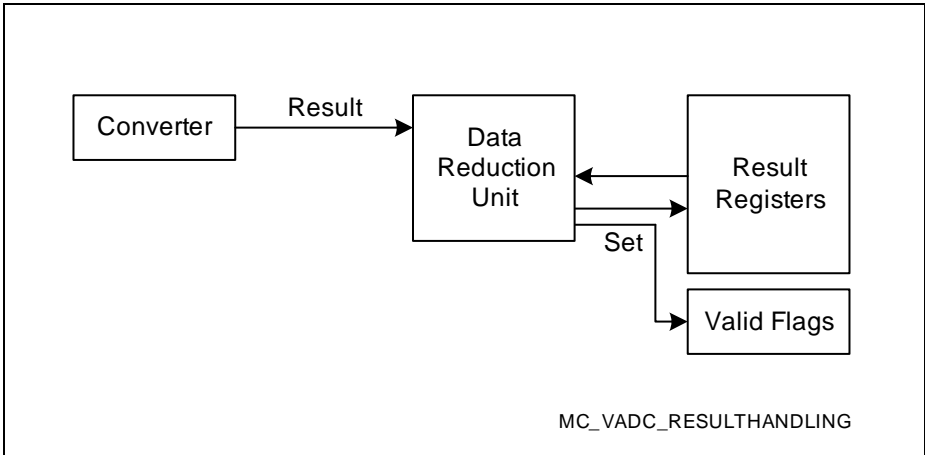 Converter
Result
Data
Reduction
Unit
Result
Registers
Set
Valid Flags
MC_VADC_RESULTHANDLING